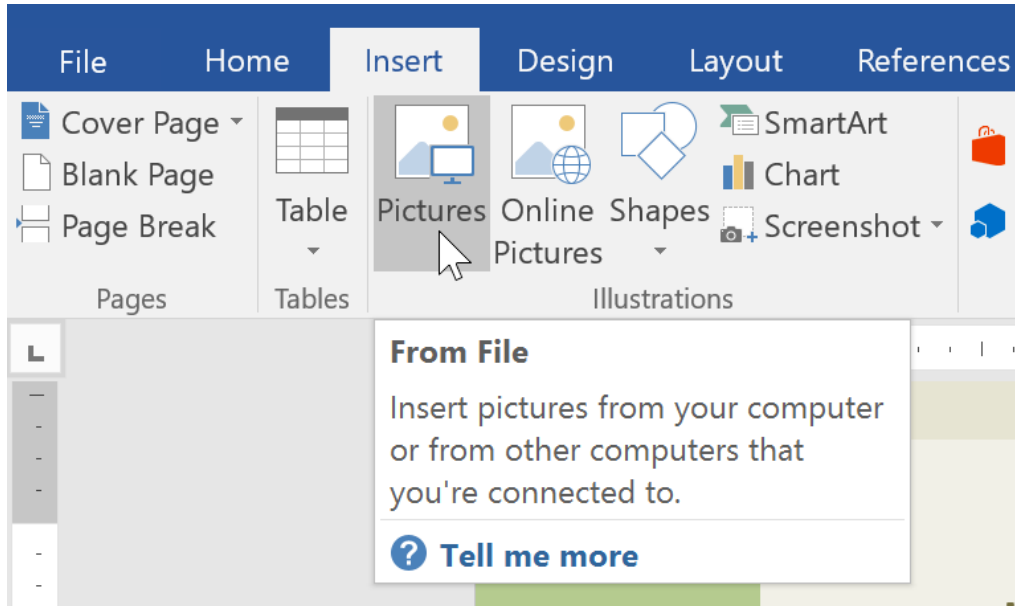 File Home Insert Design Layout References
Cover Page
Blank Page
Page Break
Pages
Table
Tables
Pictures
Online
Pictures
Shapes
SmartArt
Chart
Screenshot
Illustrations
From File
Insert pictures from your computer
or from other computers that
you're connected to.
Tell me more